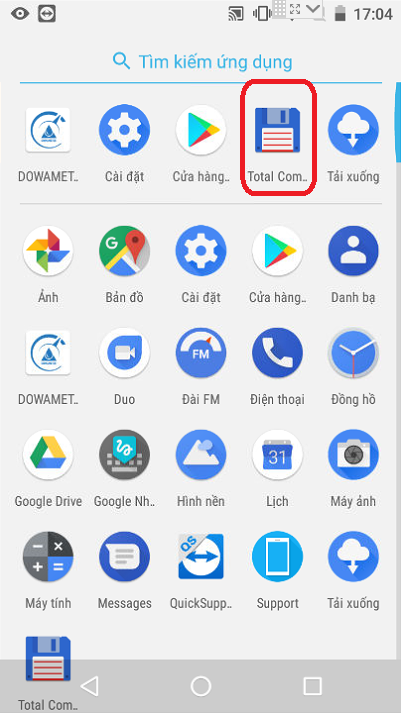 17:04
Tìm kiếm ứng dụng
DOWAMET.. Cài đặt Cửa hàng.. Total Com.. Tải xuống
Ảnh Bản đồ Cài đặt Cửa hàng.. Danh bạ
DOWAMET.. Duo Đài FM Điện thoại Đồng hồ
FM
Google Drive Google Nh.. Hình nền Lịch Máy ảnh
31
Máy tính Messages QuickSupp.. Support Tải xuống
QS
Total Com..